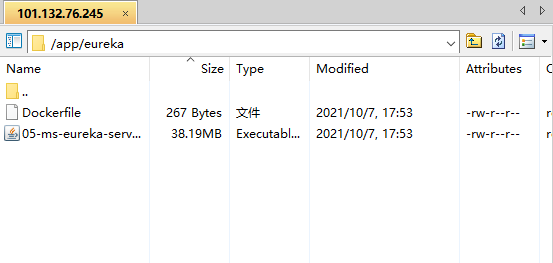 101.132.76.245 ×
/app/eureka
Name Size Type Modified Attributes
..
Dockerfile 267 Bytes 文件 2021/10/7, 17:53 -rw-r--r--
05-ms-eureka-serv... 38.19MB Executabl... 2021/10/7, 17:53 -rw-r--r--